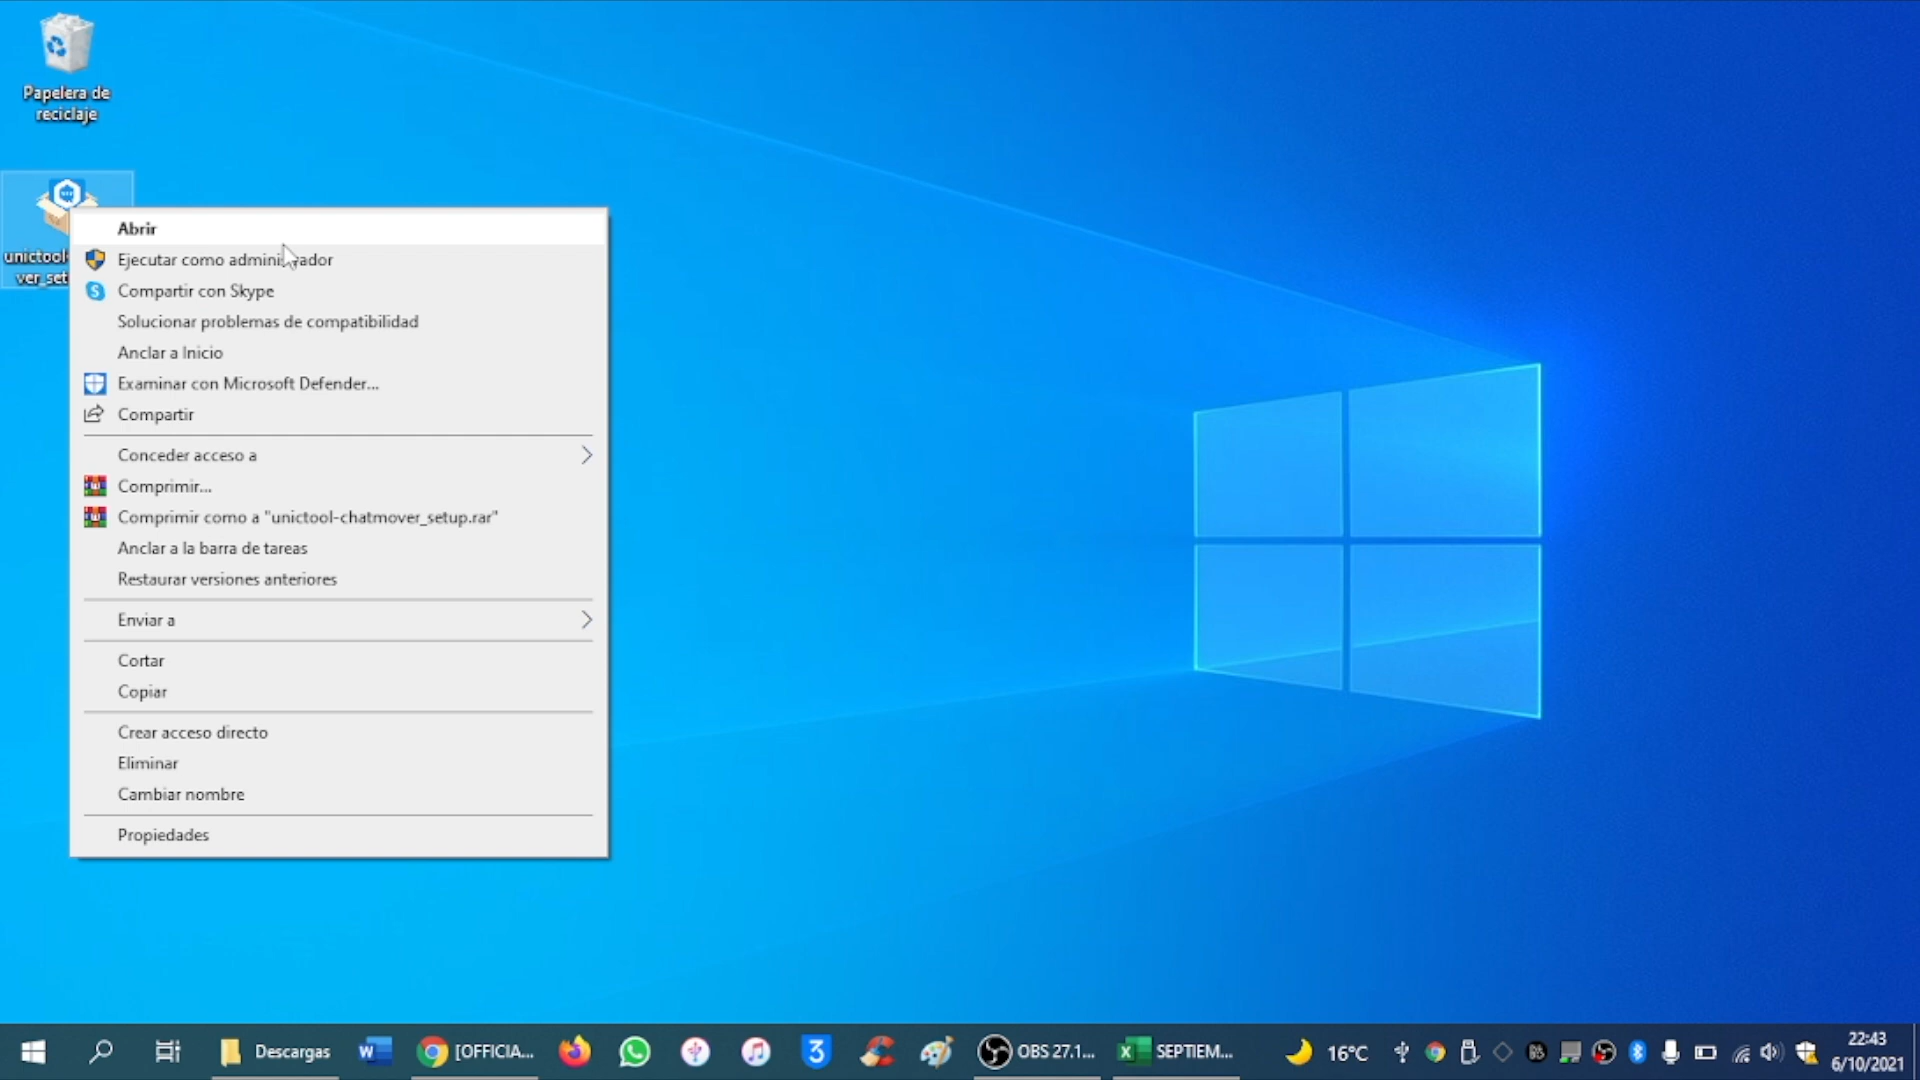 Papelera de
reciclaje
unictool-
ver_set
Abrir
Ejecutar como administrador
Compartir con Skype
Solucionar problemas de compatibilidad
Anclar a Inicio
Examinar con Microsoft Defender...
Compartir
Conceder acceso a
Comprimir...
Comprimir como a "unictool-chatmover_setup.rar"
Anclar a la barra de tareas
Restaurar versiones anteriores
Enviar a
Cortar
Copiar
Crear acceso directo
Eliminar
Cambiar nombre
Propiedades
Descargas
[OFFICIA...
OBS 27.1...
SEPTIEM...
16°C
22:43
6/10/2021